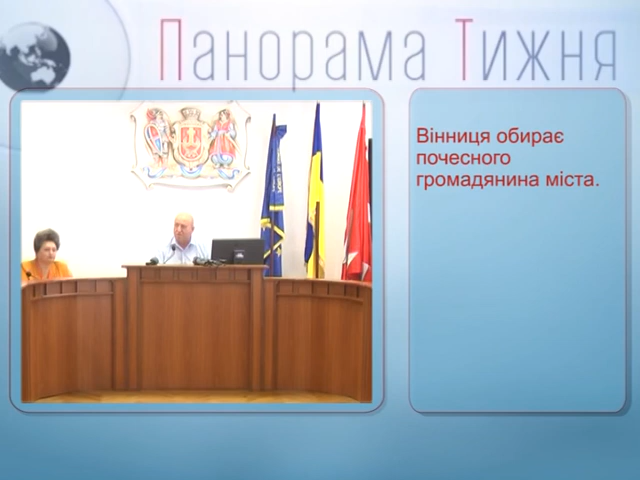 Панорама Тижня
Вінниця обирає
почесного
громадянина міста.